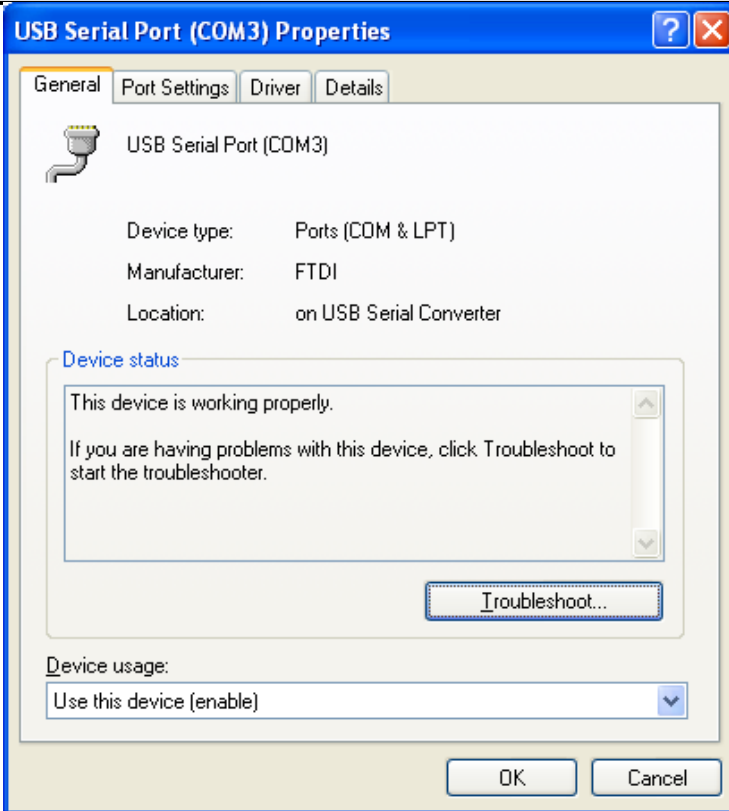 USB Serial Port (COM3) Properties
?
General Port Settings Driver Details
USB Serial Port (COM3)
Device type: Ports (COM & LPT)
Manufacturer: FTDI
Location: on USB Serial Converter
Device status
This device is working properly.
If you are having problems with this device, click Troubleshoot to
start the troubleshooter.
Troubleshoot...
Device usage:
Use this device (enable)
OK Cancel